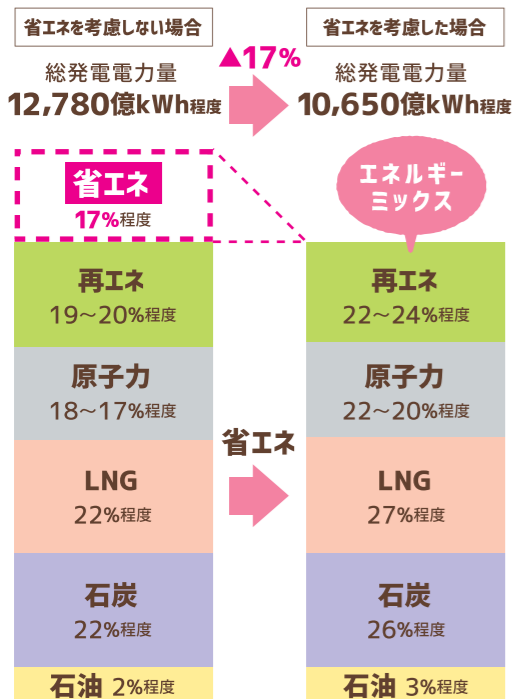 省エネを考慮しない場合
総発電電力量
12,780億kWh程度
▲17%
省エネを考慮した場合
総発電電力量
10,650億kWh程度
省エネ
17%程度
エネルギー
ミックス
再エネ
19～20%程度
原子力
18～17%程度
LNG
22%程度
石炭
22%程度
石油 2%程度
省エネ
再エネ
22～24%程度
原子力
22～20%程度
LNG
27%程度
石炭
26%程度
石油 3%程度